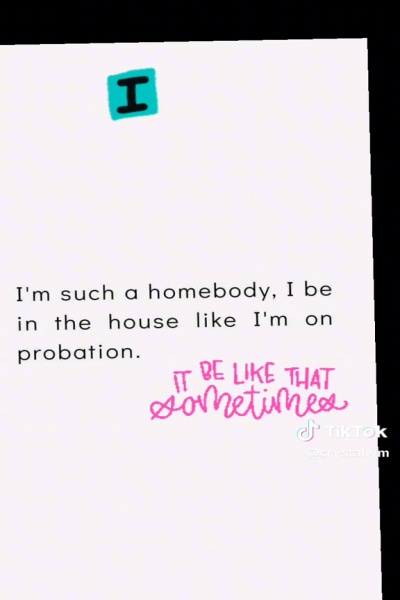 I
I'm such a homebody, I be
in the house like I'm on
probation.
IT BE LIKE THAT
sometimes
TikTok